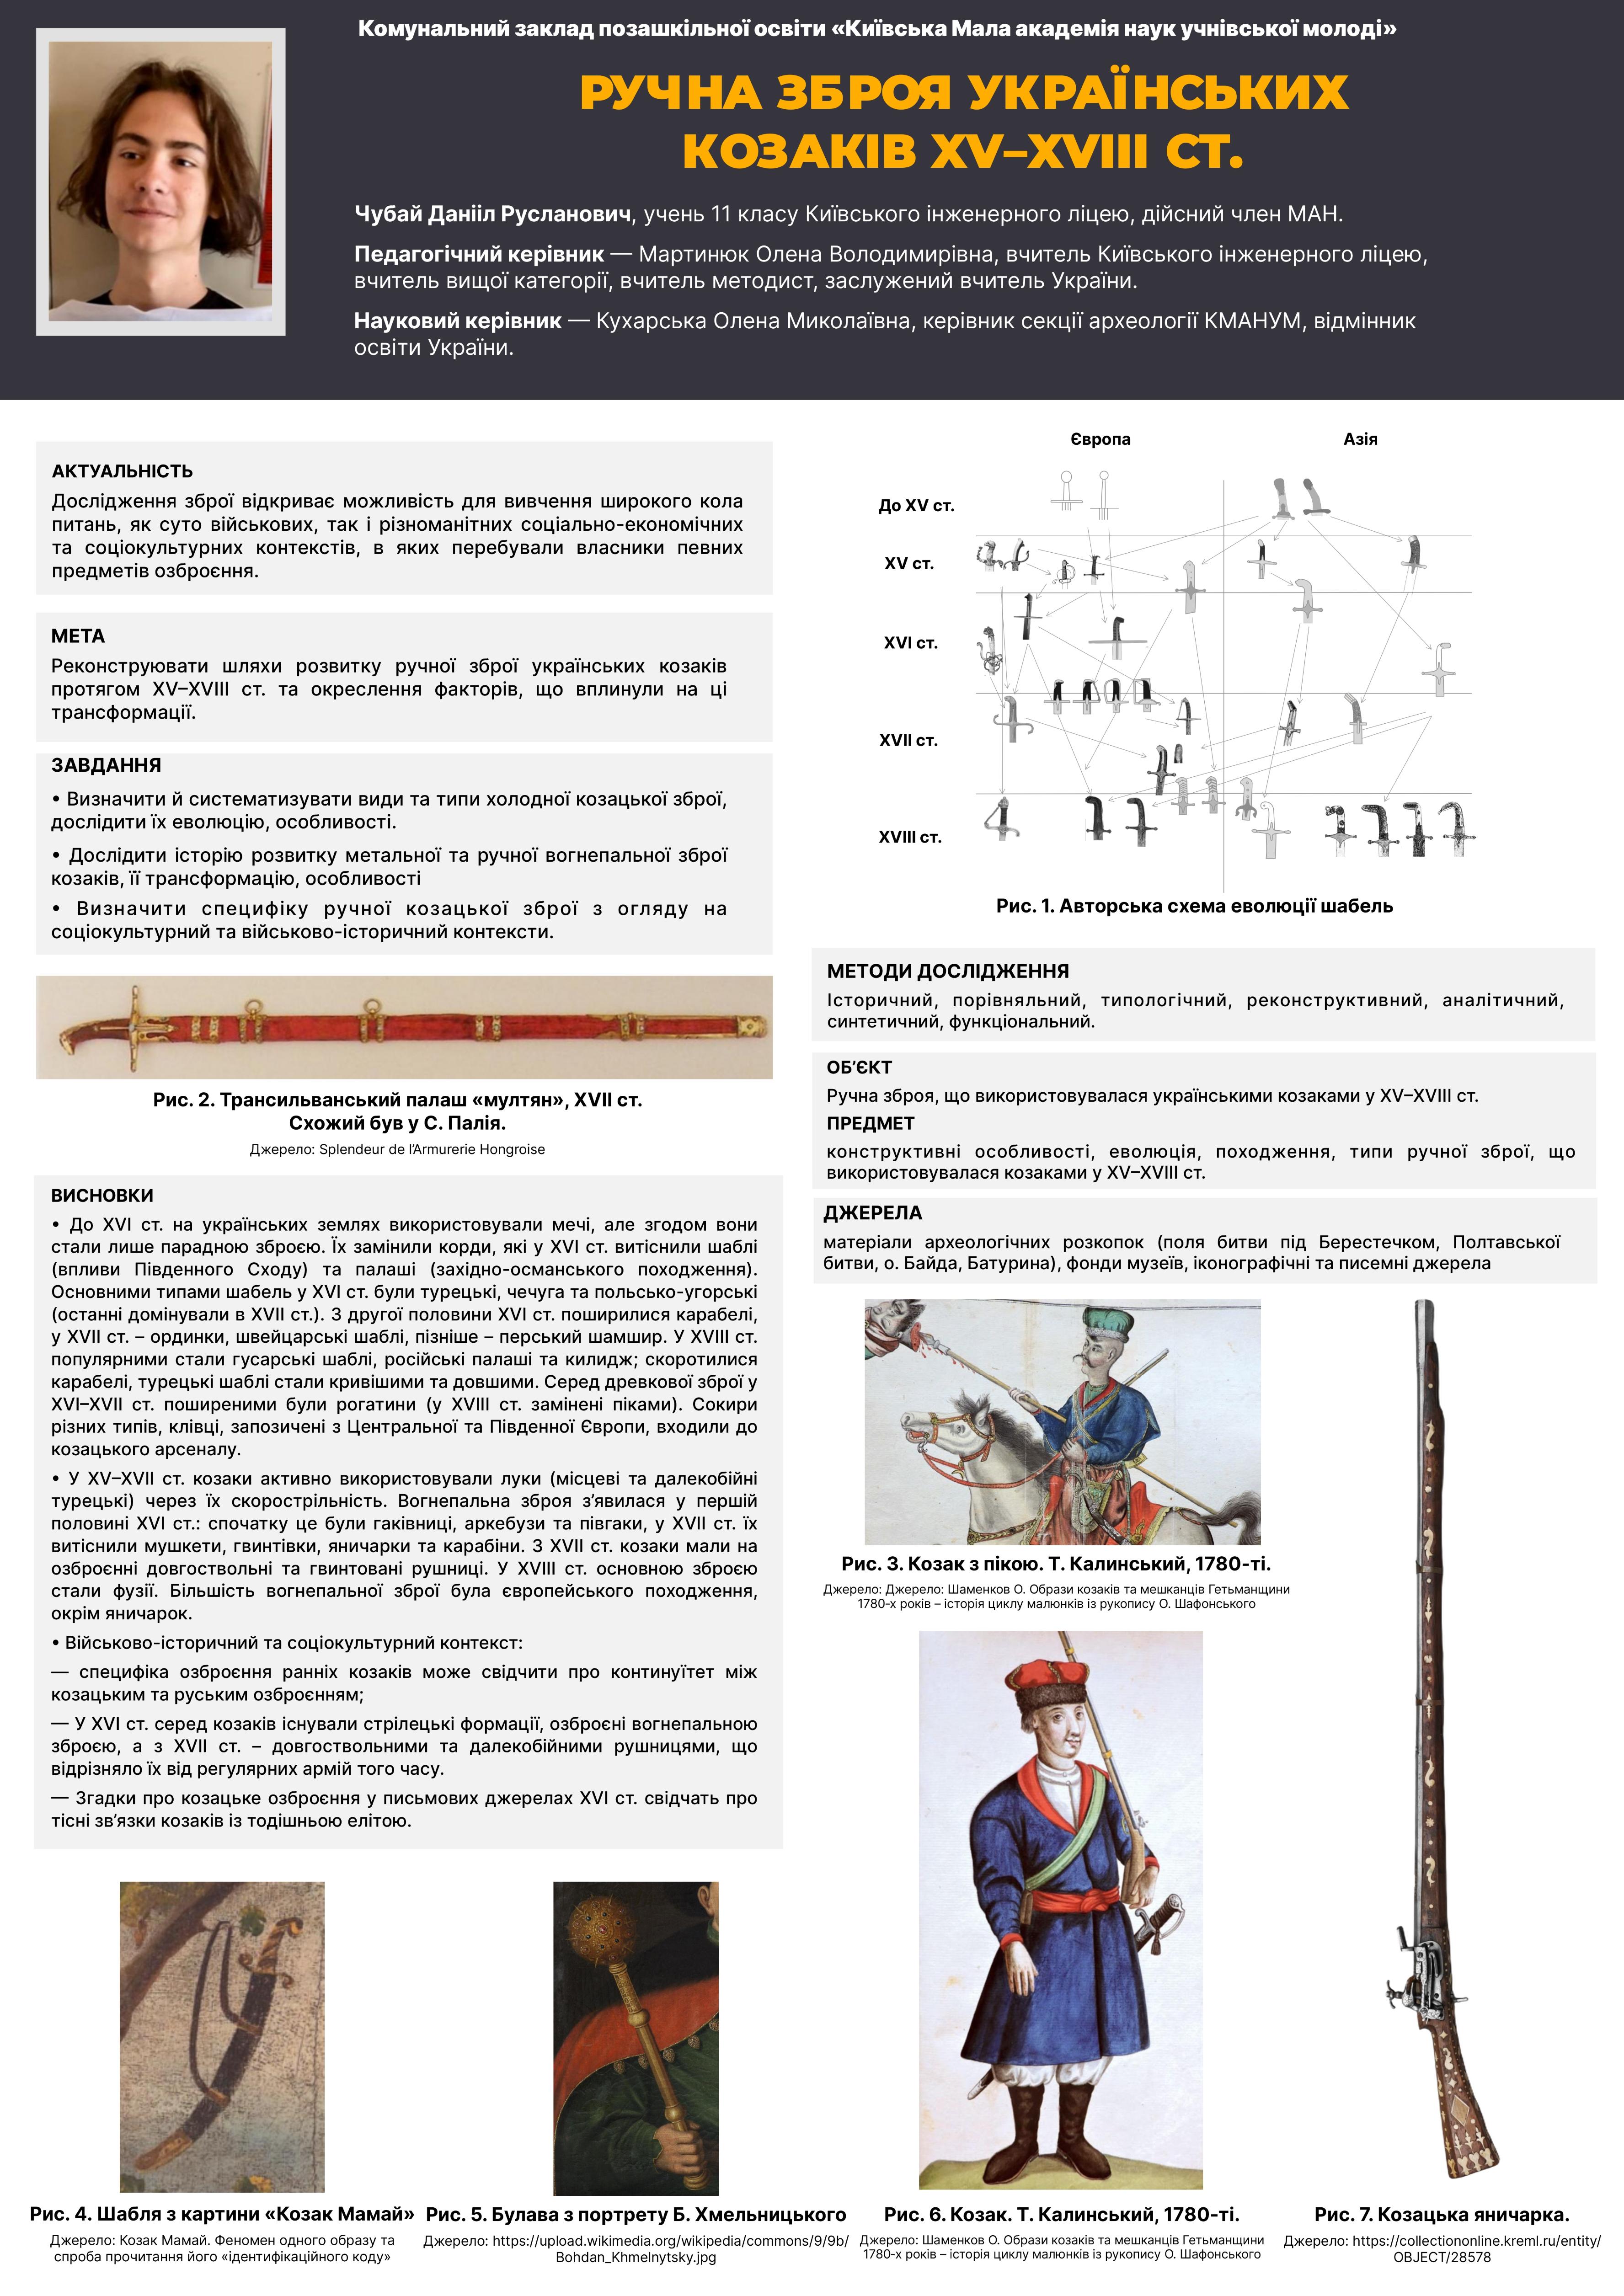 Комунальний заклад позашкільної освіти «Київська Мала академія наук учнівської молоді»
РУЧНА ЗБРОЯ УКРАЇНСЬКИХ
КОЗАКІВ XV–XVIII СТ.
Чубай Данііл Русланович, учень 11 класу Київського інженерного ліцею, дійсний член МАН.
Педагогічний керівник — Мартинюк Олена Володимирівна, вчитель Київського інженерного ліцею,
вчитель вищої категорії, вчитель методист, заслужений вчитель України.
Науковий керівник — Кухарська Олена Миколаївна, керівник секції археології КМАНУМ, відмінник
освіти України.
АКТУАЛЬНІСТЬ
Дослідження зброї відкриває можливість для вивчення широкого кола
питань, як суто військових, так і різноманітних соціально-економічних
та соціокультурних контекстів, в яких перебували власники певних
предметів озброєння.
МЕТА
Реконструювати шляхи розвитку ручної зброї українських козаків
протягом XV–XVIII ст. та окреслення факторів, що вплинули на ці
трансформації.
ЗАВДАННЯ
• Визначити й систематизувати види та типи холодної козацької зброї,
дослідити їх еволюцію, особливості.
• Дослідити історію розвитку метальної та ручної вогнепальної зброї
козаків, її трансформацію, особливості
• Визначити специфіку ручної козацької зброї з огляду на
соціокультурний та військово-історичний контексти.
Рис. 2. Трансильванський палаш «мултян», XVII ст.
Схожий був у С. Палія.
Джерело: Splendeur de l’Armurerie Hongroise
ВИСНОВКИ
• До XVI ст. на українських землях використовували мечі, але згодом вони
стали лише парадною зброєю. Їх замінили корди, які у XVI ст. витіснили шаблі
(впливи Південного Сходу) та палаші (західно-османського походження).
Основними типами шабель у XVI ст. були турецькі, чечуга та польсько-угорські
(останні домінували в XVII ст.). З другої половини XVI ст. поширилися карабелі,
у XVII ст. – ординки, швейцарські шаблі, пізніше – перський шамшир. У XVIII ст.
популярними стали гусарські шаблі, російські палаші та килидж; скоротилися
карабелі, турецькі шаблі стали кривішими та довшими. Серед древкової зброї у
XVI–XVII ст. поширеними були рогатини (у XVIII ст. замінені піками). Сокири
різних типів, клівці, запозичені з Центральної та Південної Європи, входили до
козацького арсеналу.
• У XV–XVII ст. козаки активно використовували луки (місцеві та далекобійні
турецькі) через їх скорострільність. Вогнепальна зброя з’явилася у першій
половині XVI ст.: спочатку це були гаківниці, аркебузи та півгаки, у XVII ст. їх
витіснили мушкети, гвинтівки, яничарки та карабіни. З XVII ст. козаки мали на
озброєнні довгоствольні та гвинтовані рушниці. У XVIII ст. основною зброєю
стали фузії. Більшість вогнепальної зброї була європейського походження,
окрім яничарок.
• Військово-історичний та соціокультурний контекст:
— специфіка озброєння ранніх козаків може свідчити про континуїтет між
козацьким та руським озброєнням;
— У XVI ст. серед козаків існували стрілецькі формації, озброєні вогнепальною
зброєю, а з XVII ст. – довгоствольними та далекобійними рушницями, що
відрізняло їх від регулярних армій того часу.
— Згадки про козацьке озброєння у письмових джерелах XVI ст. свідчать про
тісні зв’язки козаків із тодішньою елітою.
Європа
Азія
До XV ст.
XV ст.
XVI ст.
XVII ст.
XVIII ст.
Рис. 1. Авторська схема еволюції шабель
МЕТОДИ ДОСЛІДЖЕННЯ
Історичний, порівняльний, типологічний, реконструктивний, аналітичний,
синтетичний, функціональний.
ОБ’ЄКТ
Ручна зброя, що використовувалася українськими козаками у XV–XVIII ст.
ПРЕДМЕТ
конструктивні особливості, еволюція, походження, типи ручної зброї, що
використовувалася козаками у XV–XVIII ст.
ДЖЕРЕЛА
матеріали археологічних розкопок (поля битви під Берестечком, Полтавської
битви, о. Байда, Батурина), фонди музеїв, іконографічні та писемні джерела
Рис. 3. Козак з пікою. Т. Калинський, 1780-ті.
Джерело: Джерело: Шаменков О. Образи козаків та мешканців Гетьманщини
1780-х років – історія циклу малюнків із рукопису О. Шафонського
Рис. 4. Шабля з картини «Козак Мамай»
Джерело: Козак Мамай. Феномен одного образу та
спроба прочитання його «ідентифікаційного коду»
Рис. 5. Булава з портрету Б. Хмельницького
Джерело: https://upload.wikimedia.org/wikipedia/commons/9/9b/
Bohdan_Khmelnytsky.jpg
Рис. 6. Козак. Т. Калинський, 1780-ті.
Джерело: Шаменков О. Образи козаків та мешканців Гетьманщини
1780-х років – історія циклу малюнків із рукопису О. Шафонського
Рис. 7. Козацька яничарка.
Джерело: https://collectiononline.kreml.ru/entity/
OBJECT/28578